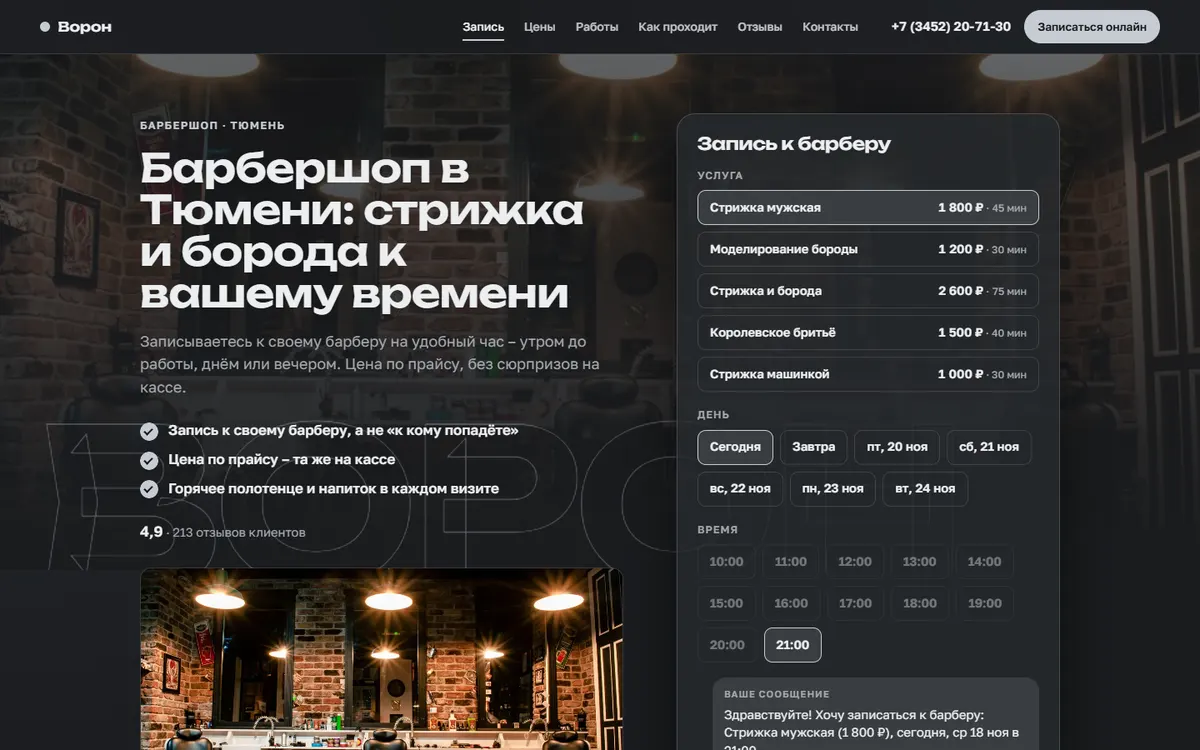 Ворон
Запись Цены Работы Как проходит Отзывы Контакты +7 (3452) 20-71-30 Записаться онлайн
БАРБЕРШОП · ТЮМЕНЬ
Барбершоп в
Тюмени: стрижка
и борода к
вашему времени
Записываетесь к своему барберу на удобный час – утром до
работы, днём или вечером. Цена по прайсу, без сюрпризов на
кассе.
Запись к своему барберу, а не «к кому попадёте»
Цена по прайсу – та же на кассе
Горячее полотенце и напиток в каждом визите
4,9 · 213 отзывов клиентов
ВОРО
Запись к барберу
УСЛУГА
Стрижка мужская 1 800 ₽ · 45 мин
Моделирование бороды 1 200 ₽ · 30 мин
Стрижка и борода 2 600 ₽ · 75 мин
Королевское бритьё 1 500 ₽ · 40 мин
Стрижка машинкой 1 000 ₽ · 30 мин
ДЕНЬ
Сегодня Завтра пт, 20 ноя сб, 21 ноя
вс, 22 ноя пн, 23 ноя вт, 24 ноя
ВРЕМЯ
10:00 11:00 12:00 13:00 14:00
15:00 16:00 17:00 18:00 19:00
20:00 21:00
ВАШЕ СООБЩЕНИЕ
Здравствуйте! Хочу записаться к барберу:
Стрижка мужская (1 800 ₽), сегодня, ср 18 ноя в
21:00